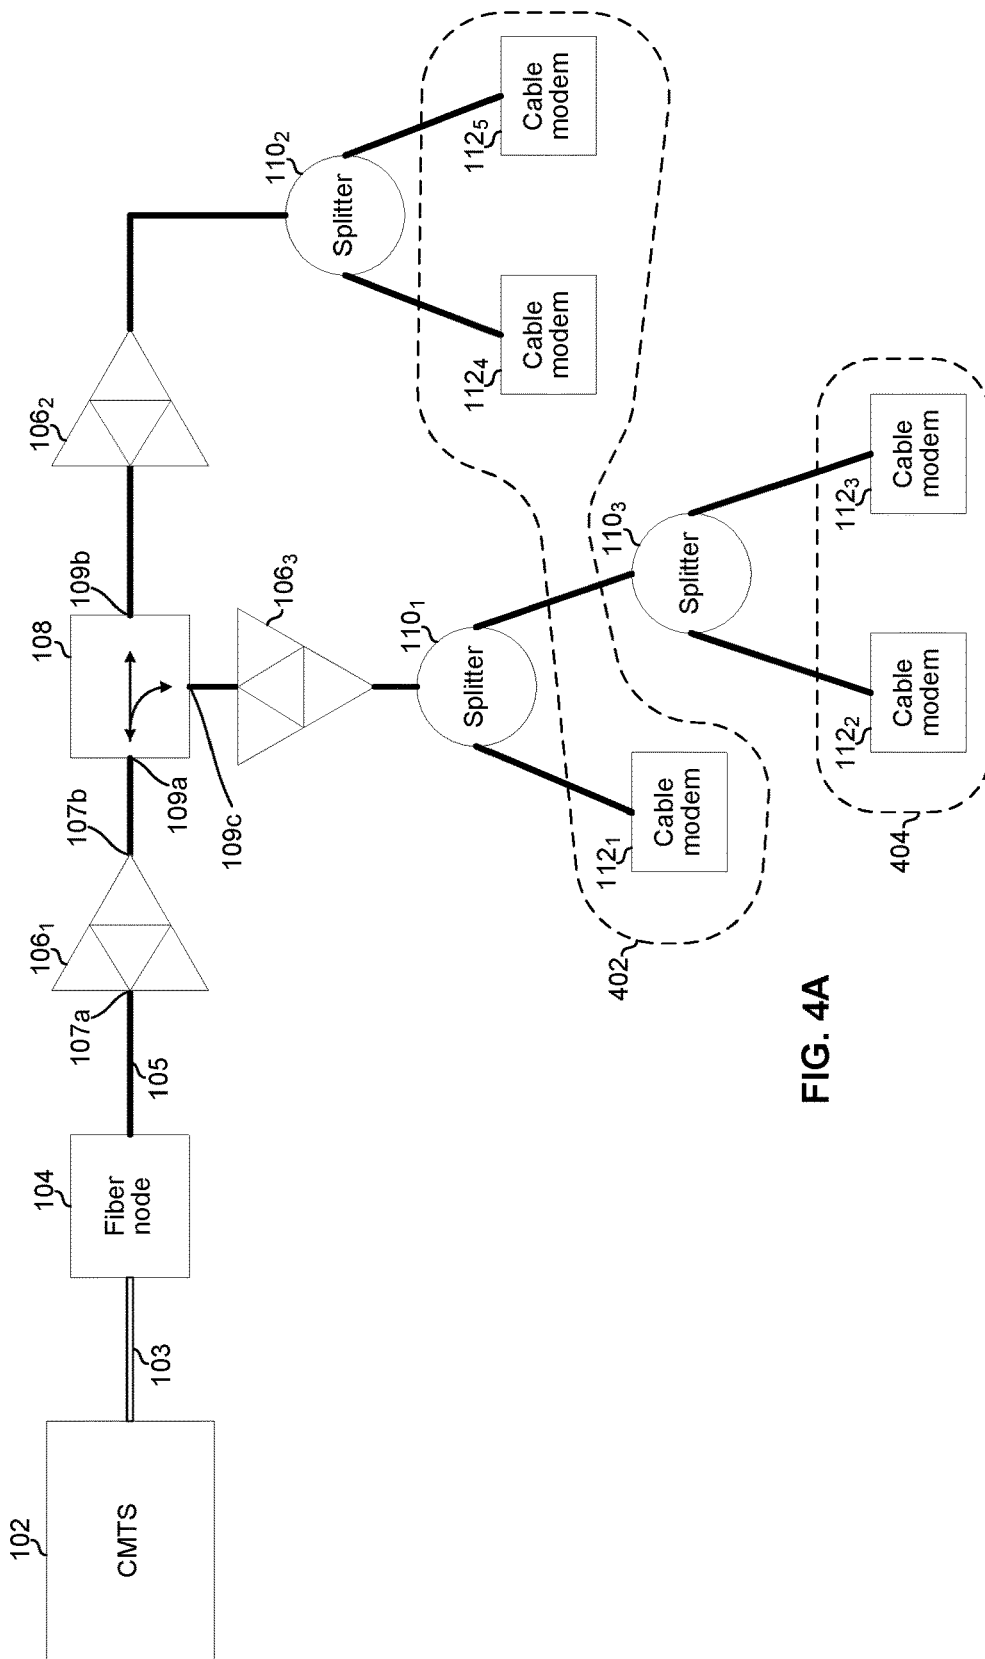 102
CMTS
103
104
Fiber
node
105
107a
106₁
107b
109a
108
109b
109c
106₂
106₃
110₁
Splitter
110₂
Splitter
110₃
Splitter
112₁
Cable
modem
112₂
Cable
modem
112₃
Cable
modem
112₄
Cable
modem
112₅
Cable
modem
402
404
FIG. 4A